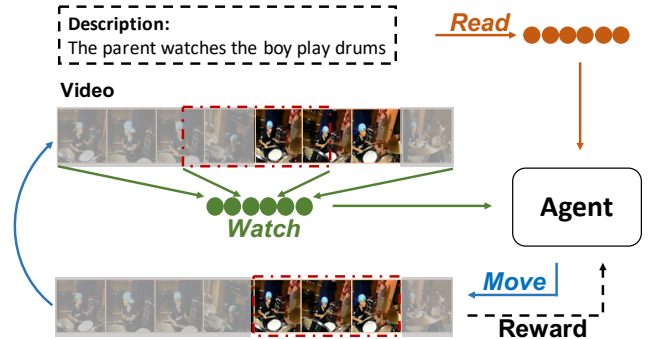 Description:
The parent watches the boy play drums
Read
Video
Watch
Agent
Move
Reward